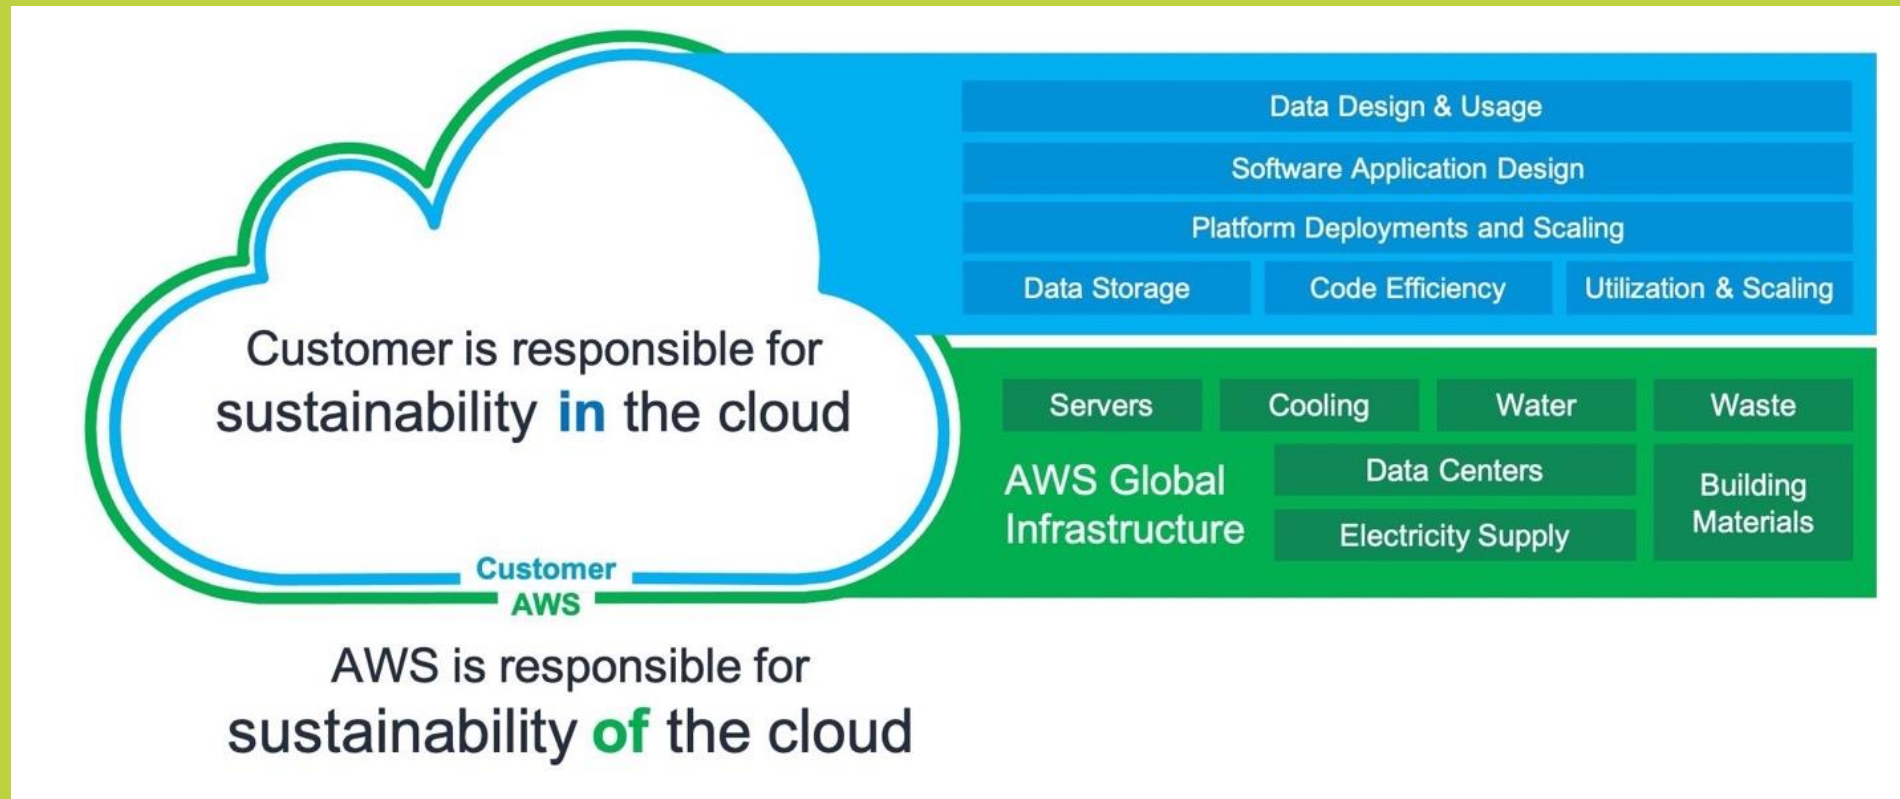 Data Design & Usage
Software Application Design
Platform Deployments and Scaling
Data Storage
Code Efficiency
Utilization & Scaling
Customer is responsible for
sustainability in the cloud
Servers
Cooling
Water
Waste
AWS Global
Infrastructure
Data Centers
Electricity Supply
Building
Materials
Customer
AWS
AWS is responsible for
sustainability of the cloud